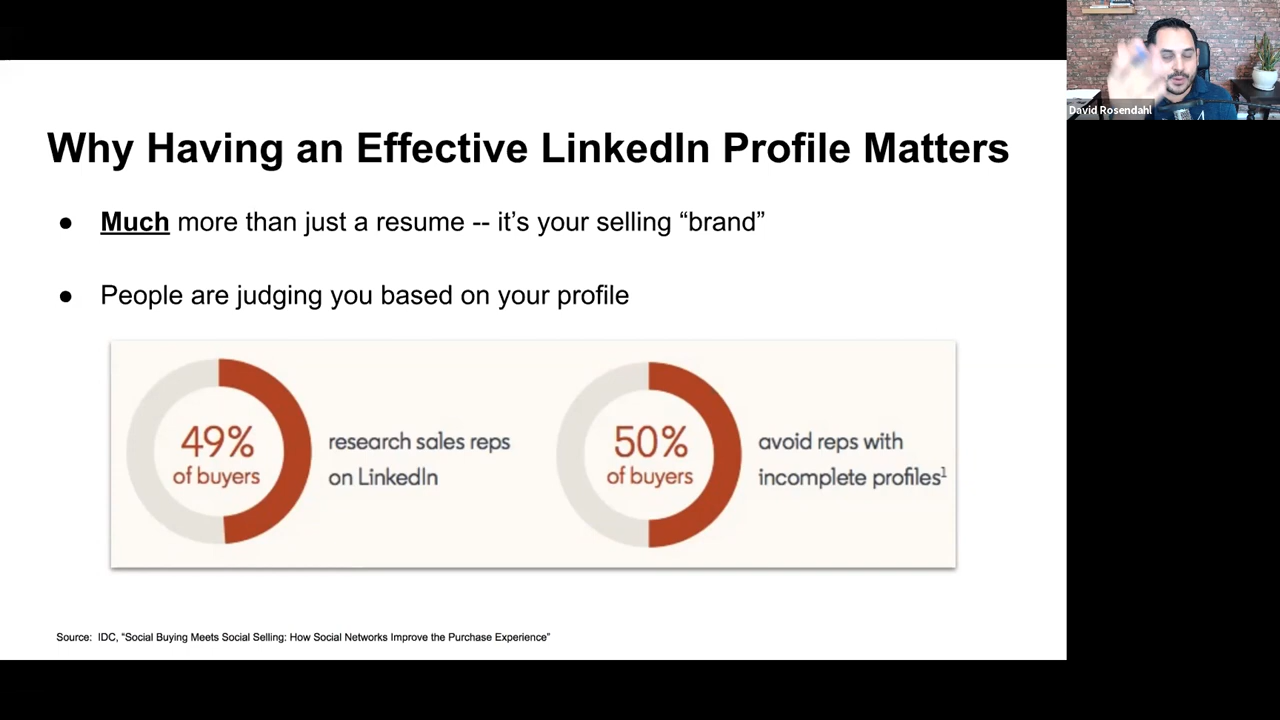 Why Having an Effective LinkedIn Profile Matters
● Much more than just a resume -- it’s your selling “brand”
● People are judging you based on your profile
49%
of buyers
research sales reps
on LinkedIn
50%
of buyers
avoid reps with
incomplete profiles¹
Source: IDC, “Social Buying Meets Social Selling: How Social Networks Improve the Purchase Experience”
David Rosendahl